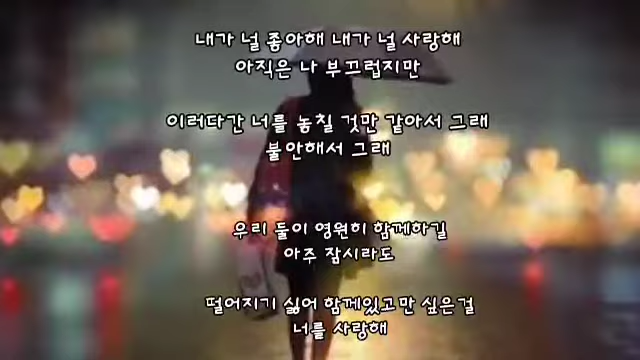 내가 널 좋아해 내가 널 사랑해
아직은 나 부끄럽지만
이러다간 너를 놓칠 것만 같아서 그래
불안해서 그래
우리 둘이 영원히 함께하길
아주 잠시라도
떨어지기 싫어 함께있고만 싶은걸
너를 사랑해